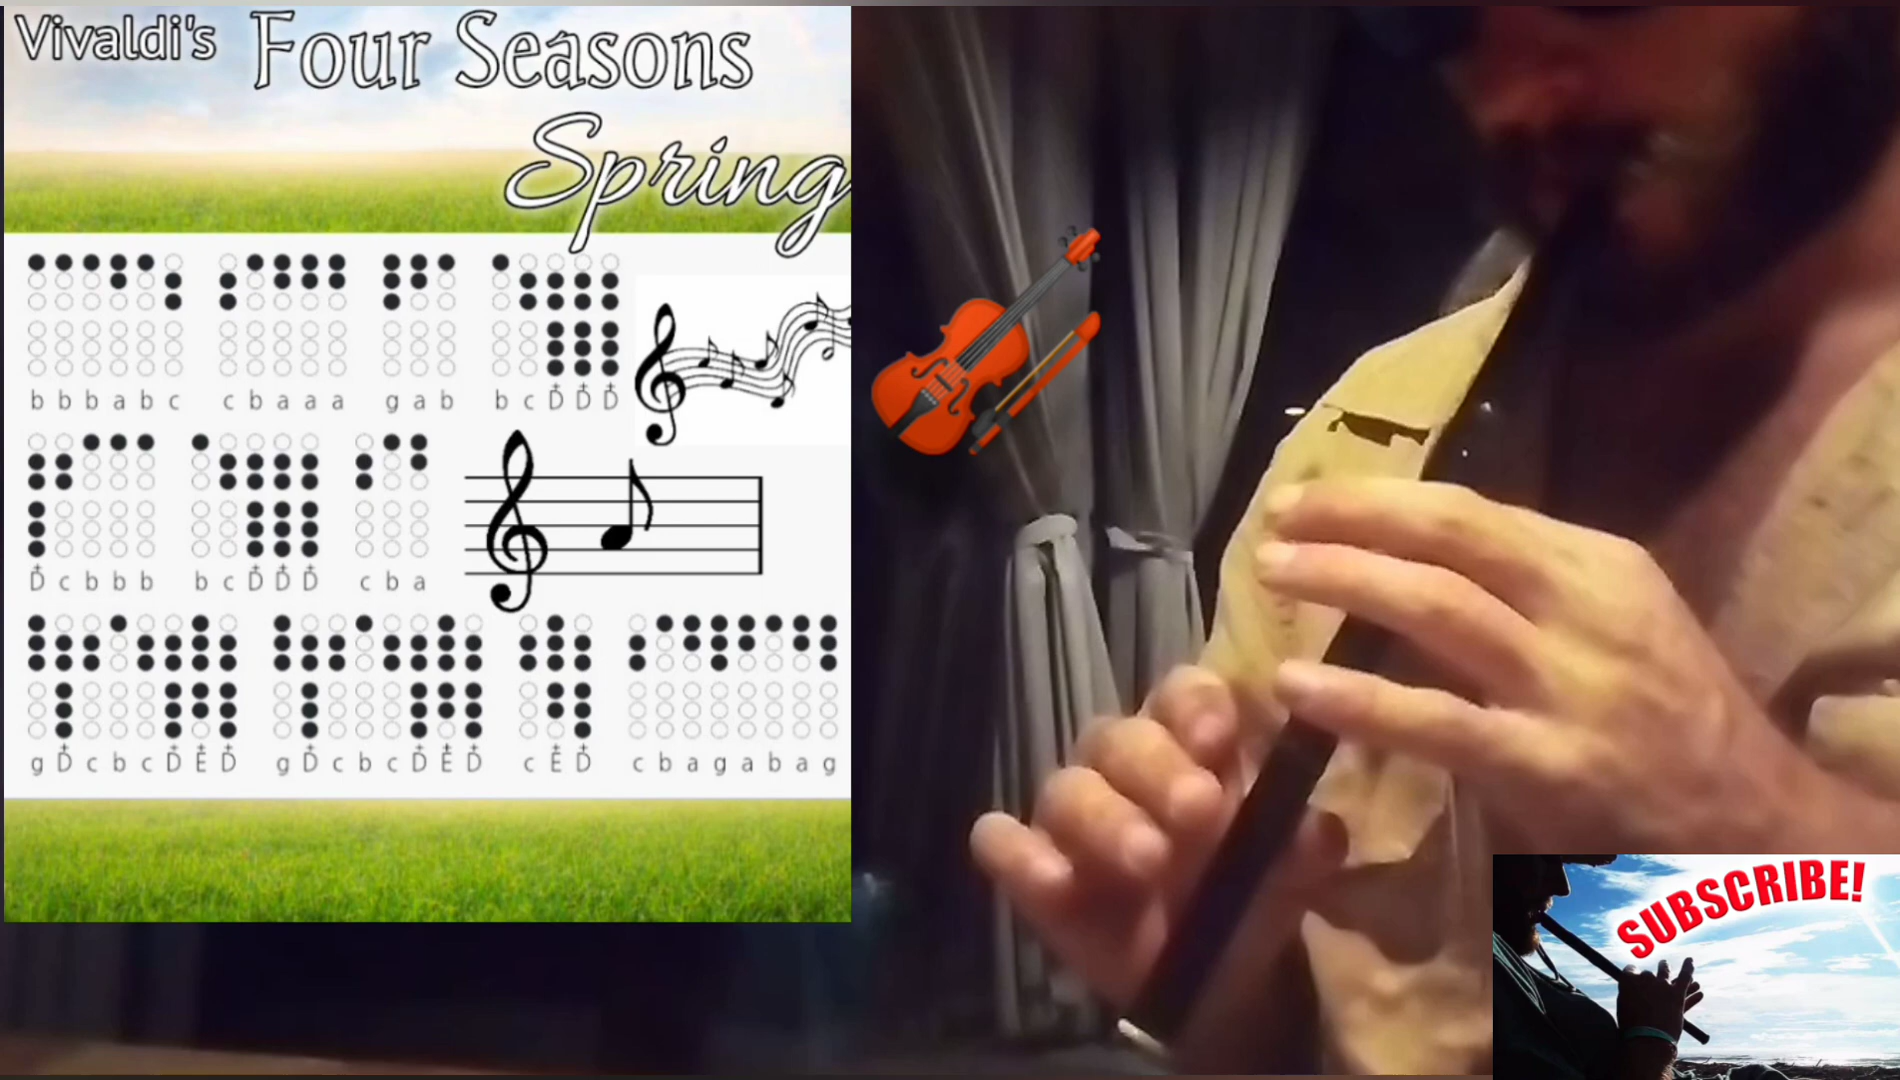 Vivaldi's Four Seasons
Spring
b b b a b c c b a a a g a b b c D+ D+ D+
D+ c b b b b c D+ D+ D+ c b a
g D+ c b c D+ E+ D+ g D+ c b c D+ E+ D+ c E+ D+ c b a g a b a g
SUBSCRIBE!